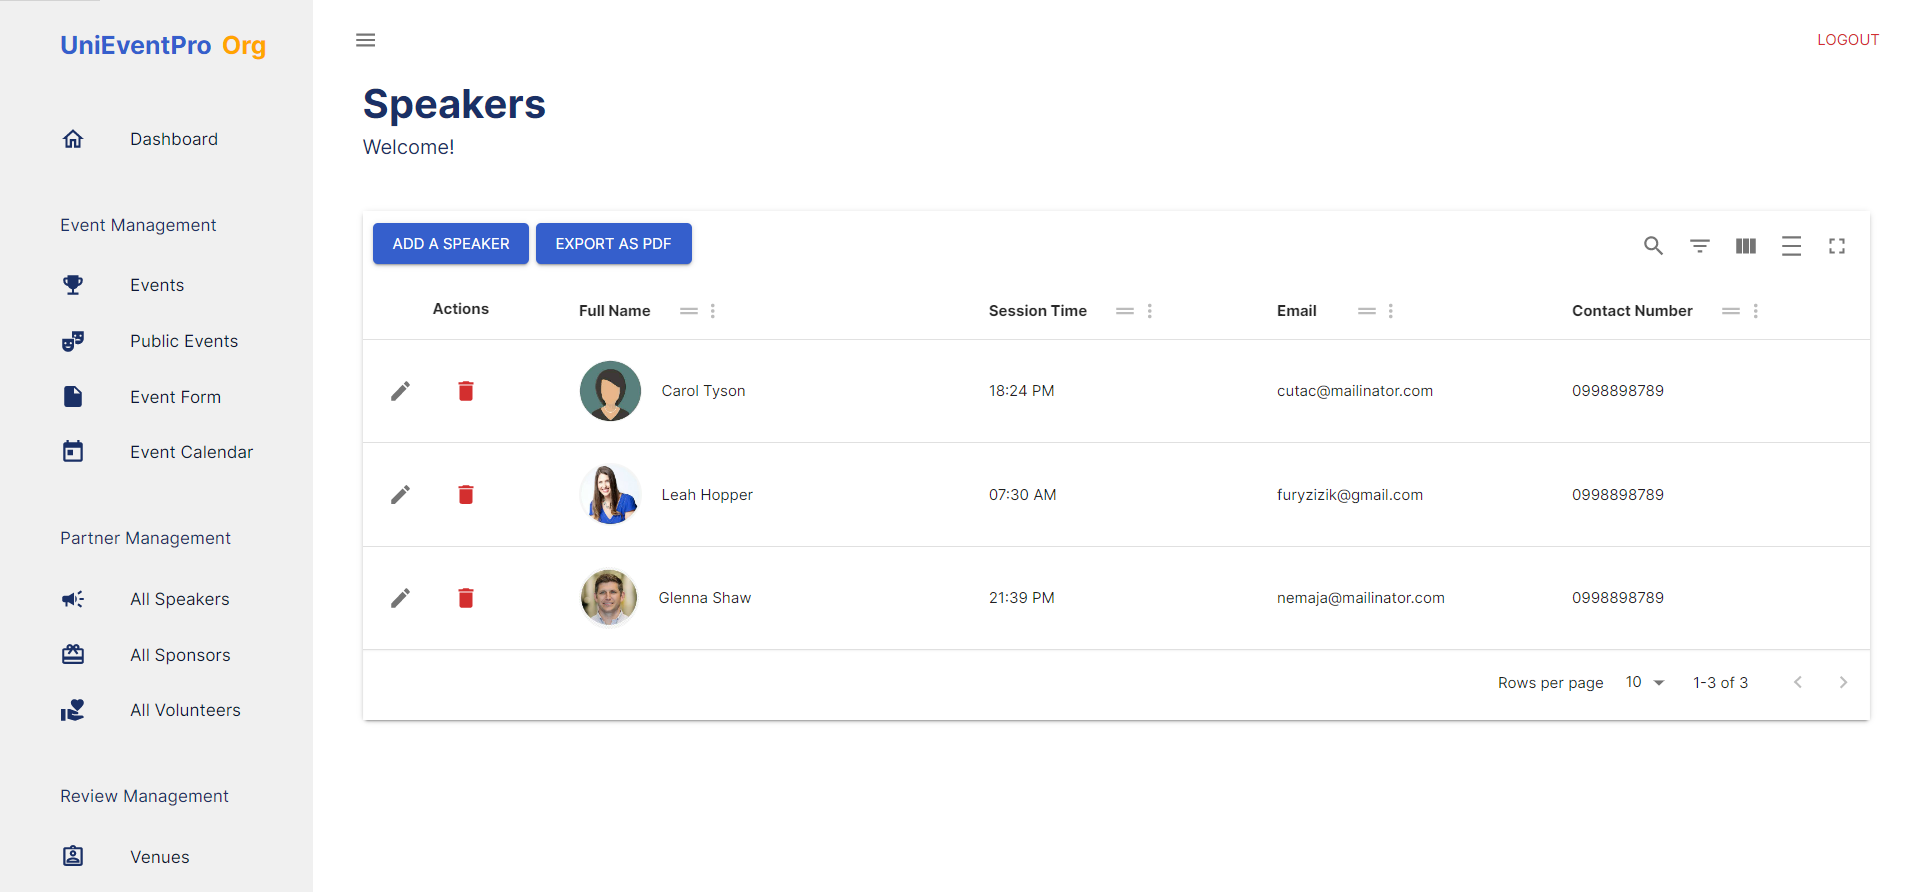 UniEventPro Org
LOGOUT
Speakers
Welcome!
Dashboard
Event Management
Events
Public Events
Event Form
Event Calendar
Partner Management
All Speakers
All Sponsors
All Volunteers
Review Management
Venues
ADD A SPEAKER EXPORT AS PDF
Actions Full Name Session Time Email Contact Number
Carol Tyson 18:24 PM cutac@mailinator.com 0998898789
Leah Hopper 07:30 AM furyzizik@gmail.com 0998898789
Glenna Shaw 21:39 PM nemaja@mailinator.com 0998898789
Rows per page 10 1-3 of 3